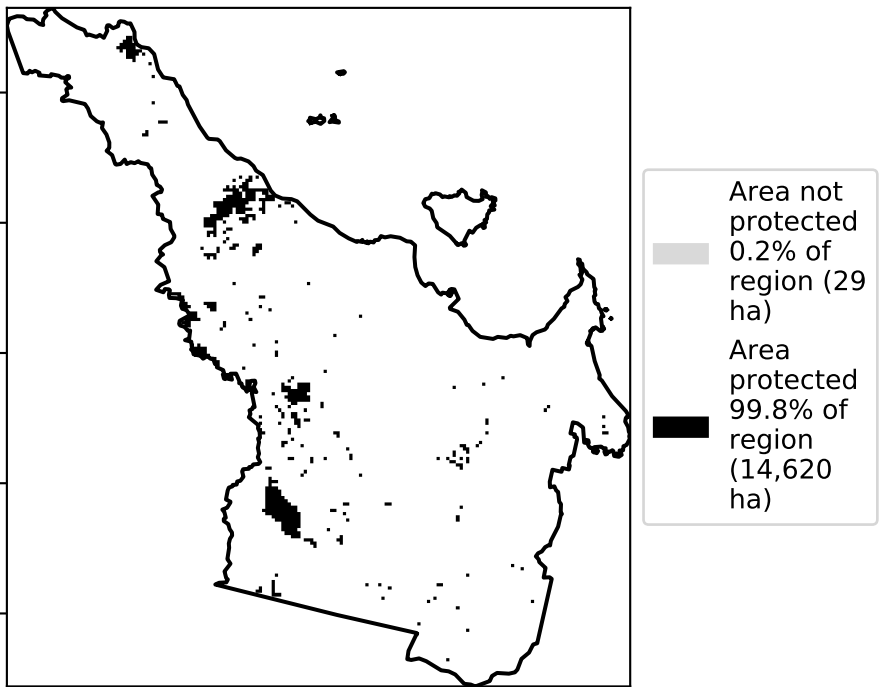 Area not
protected
0.2% of
region (29
ha)
Area
protected
99.8% of
region
(14,620
ha)